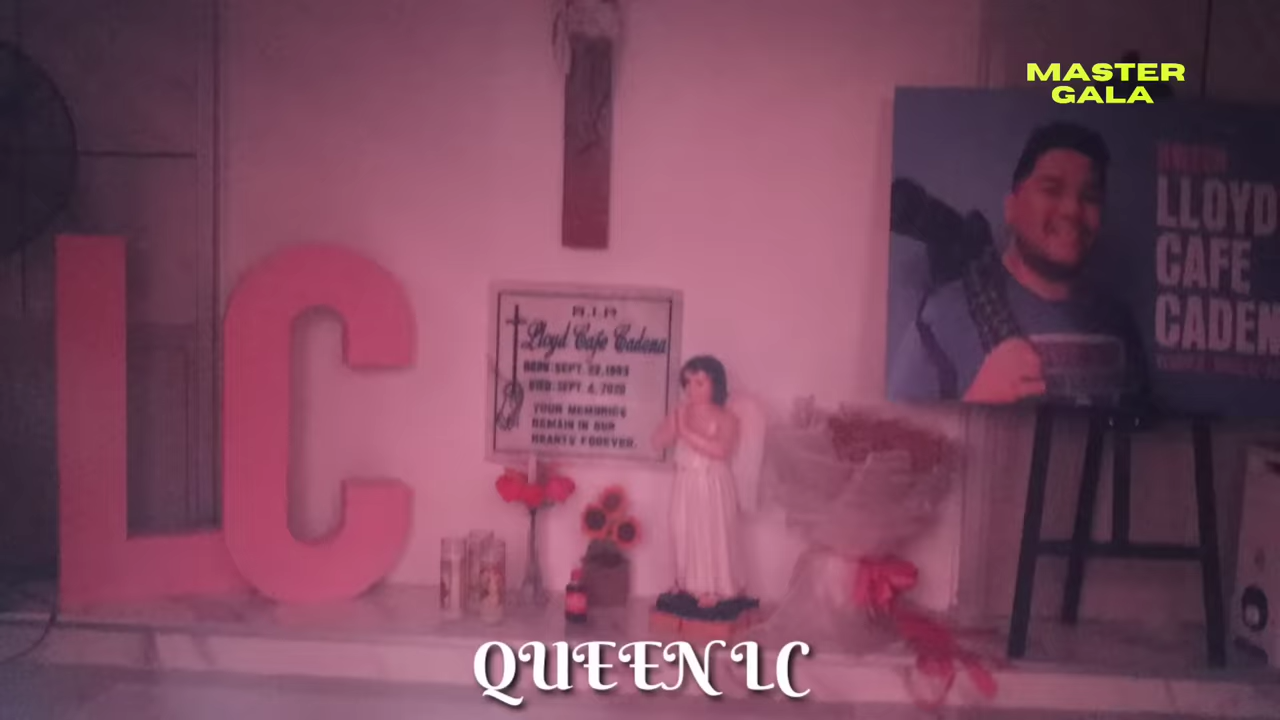 MASTER
GALA
LC
LLOYD
CAFE
CADEN
R.I.P.
Lloyd Cafe Cadena
BORN: SEPT. 22, 1993
DIED: SEPT. 4, 2020
YOUR MEMORIES
REMAIN IN OUR
HEARTS FOREVER.
QUEEN LC